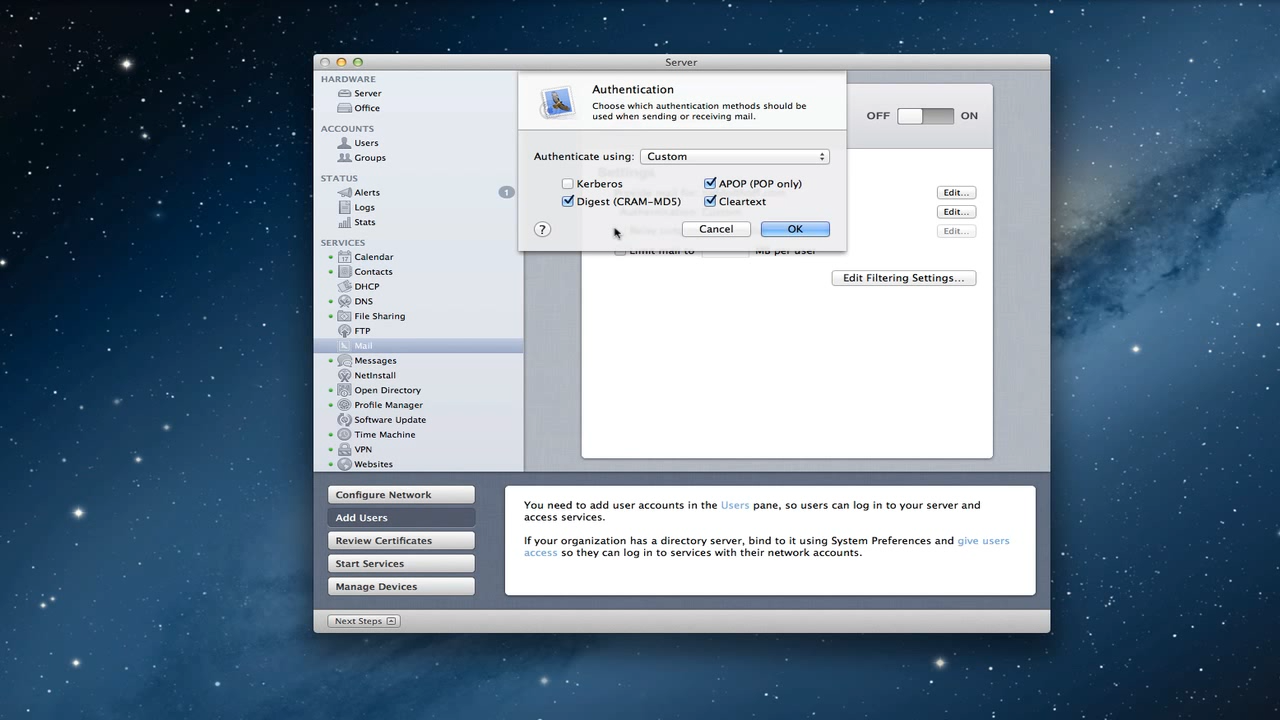 Server
HARDWARE
Server
Office
ACCOUNTS
Users
Groups
STATUS
Alerts
1
Logs
Stats
SERVICES
Calendar
Contacts
DHCP
DNS
File Sharing
FTP
Mail
Messages
NetInstall
Open Directory
Profile Manager
Software Update
Time Machine
VPN
Websites
Authentication
Choose which authentication methods should be
used when sending or receiving mail.
Authenticate using: Custom
Kerberos
APOP (POP only)
Digest (CRAM-MD5)
Cleartext
?
Cancel
OK
OFF
ON
Settings
Edit...
Edit...
Edit...
Limit mail to
MB per user
Edit Filtering Settings...
Configure Network
Add Users
Review Certificates
Start Services
Manage Devices
You need to add user accounts in the Users pane, so users can log in to your server and
access services.
If your organization has a directory server, bind to it using System Preferences and give users
access so they can log in to services with their network accounts.
Next Steps